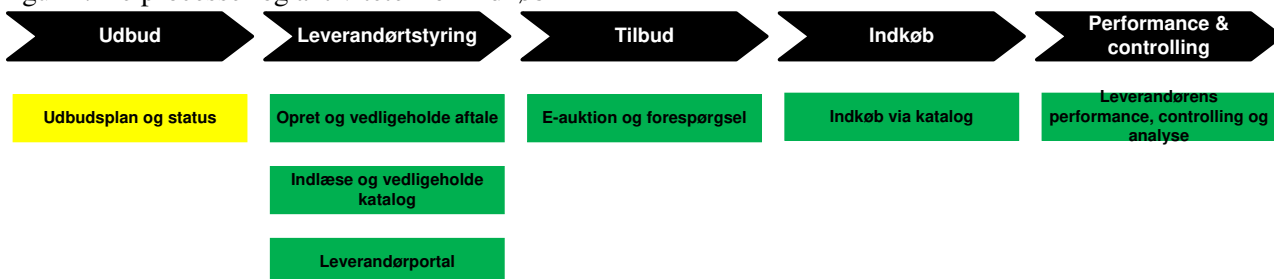 Udbud
Leverandørtstyring
Tilbud
Indkøb
Performance &
controlling
Udbudsplan og status
Opret og vedligeholde aftale
E-auktion og forespørgsel
Indkøb via katalog
Leverandørens
performance, controlling og
analyse
Indlæse og vedligeholde
katalog
Leverandørportal